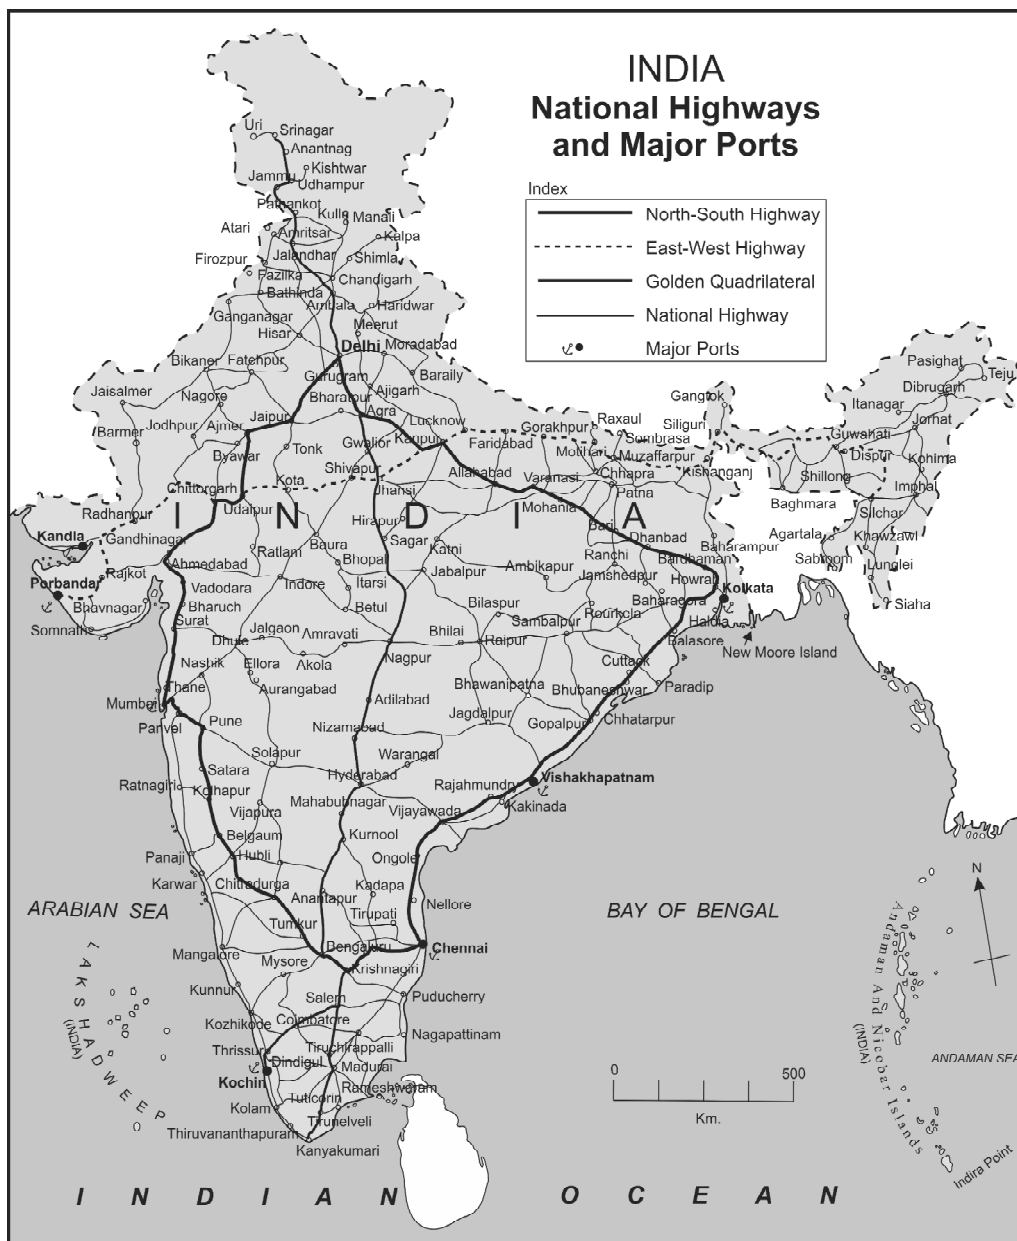 INDIA
National Highways
and Major Ports
Index
North-South Highway
East-West Highway
Golden Quadrilateral
National Highway
Major Ports
Uri
Srinagar
Anantnag
Kishtwar
Jammu
Udhampur
Pathankot
Kullu
Manali
Atari
Amritsar
Kalpa
Jalandhar
Shimla
Firozpur
Fazilka
Chandigarh
Bathinda
Ambala
Haridwar
Ganganagar
Meerut
Hisar
Delhi
Moradabad
Bikaner
Fatehpur
Gurugram
Baraily
Pasighat
Teju
Dibrugarh
Jaisalmer
Nagore
Ajigarh
Gangtok
Itanagar
Bharatpur
Jaipur
Agra
Lucknow
Raxaul
Siliguri
Jorhat
Barmer
Jodhpur
Ajmer
Gwalior
Kanpur
Faridabad
Gorakhpur
Sombrasa
Guwahati
Motihari
Muzaffarpur
Dispur
Byawar
Tonk
Shivapur
Allahabad
Varanasi
Chhapra
Kishanganj
Shillong
Kohima
Chittorgarh
Kota
Jhansi
Patna
Imphal
Mohania
Baghmara
Radhanpur
Udalpur
Hirapur
Bari
Silchar
I N D I A
Kandla
Gandhinagar
Baura
Sagar
Katni
Dhanbad
Baharampur
Agartala
Khawzawl
Ratlam
Bhopal
Ranchi
Bardhaman
Sabroom
Lunglei
Ahmedabad
Rajkot
Jabalpur
Ambikapur
Jamshedpur
Howrah
Porbandar
Vadodara
Indore
Itarsi
Kolkata
Bhavnagar
Bharuch
Betul
Bilaspur
Baharagora
Rourkela
Haldia
Siaha
Somnath
Surat
Jalgaon
Amravati
Bhilai
Sambalpur
Dhule
Raipur
Balasore
New Moore Island
Nashik
Ellora
Akola
Nagpur
Cuttack
Thane
Aurangabad
Bhawanipatna
Bhubaneshwar
Paradip
Mumbai
Adilabad
Jagdalpur
Gopalpur
Chhatarpur
Panvel
Pune
Nizamabad
Solapur
Warangal
Satara
Hyderabad
Rajahmundry
Vishakhapatnam
Ratnagiri
Kolhapur
Mahabubnagar
Kakinada
Vijapura
Vijayawada
Belgaum
Kurnool
Panaji
Hubli
Ongole
Karwar
Chitradurga
Kadapa
Anantapur
Nellore
ARABIAN SEA
BAY OF BENGAL
N
Tirupati
Tumkur
Mangalore
Bengaluru
Chennai
Mysore
Krishnagiri
LAKSHADWEEP
(INDIA)
Andaman And Nicobar Islands
(INDIA)
Kunnur
Salem
Puducherry
Kozhikode
Coimbatore
Nagapattinam
Thrissur
Tiruchirappalli
ANDAMAN SEA
Dindigul
Madurai
0 500
Kochin
Rameshweram
Km.
Kolam
Tuticorin
Tirunelveli
Thiruvananthapuram
Kanyakumari
Indira Point
INDIAN OCEAN